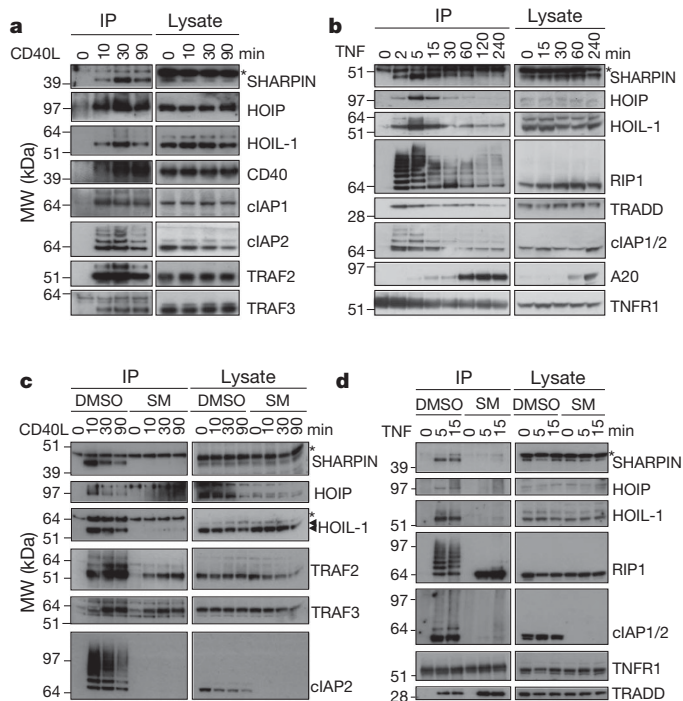 a
IP Lysate
CD40L 0 10 30 90 0 10 30 90 min
* SHARPIN
39
97 HOIP
64
51 HOIL-1
39 CD40
64 cIAP1
64 cIAP2
51 TRAF2
64 TRAF3
MW (kDa)
b
IP Lysate
TNF 0 2 5 15 30 60 120 240 0 15 30 60 240 min
51 * SHARPIN
97 HOIP
64
51 HOIL-1
64 RIP1
28 TRADD
64 cIAP1/2
97 A20
51 TNFR1
c
IP Lysate
DMSO SM DMSO SM
CD40L 0 10 30 90 0 10 30 90 0 10 30 90 0 10 30 90 min
51 *
39 SHARPIN
97 HOIP
64 *
51 HOIL-1
64
51 TRAF2
64
51 TRAF3
97
64 cIAP2
MW (kDa)
d
IP Lysate
DMSO SM DMSO SM
TNF 0 5 15 0 5 15 0 5 15 0 5 15 min
* SHARPIN
39
97 HOIP
51 HOIL-1
97
64 RIP1
97
64 cIAP1/2
51 TNFR1
28 TRADD